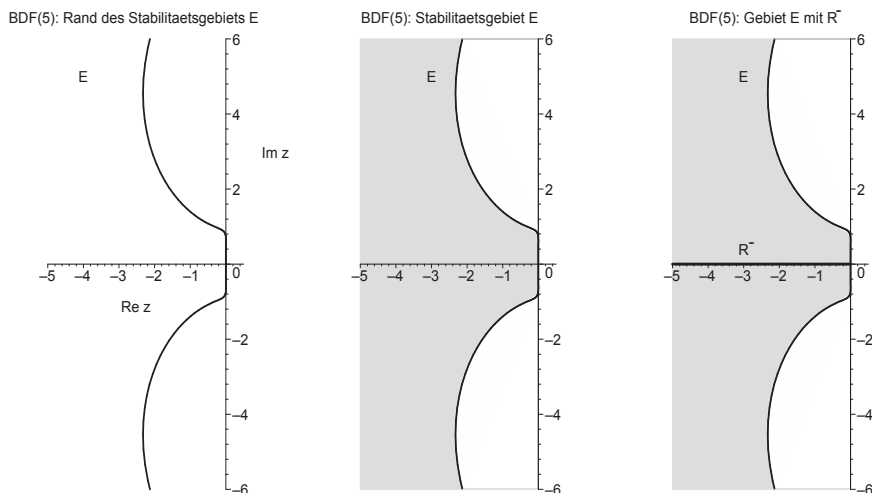 BDF(5): Rand des Stabilitaetsgebiets E
6
E
4
Im z
2
–5 –4 –3 –2 –1 0
Re z
–2
–4
–6
BDF(5): Stabilitaetsgebiet E
6
E
4
2
–5 –4 –3 –2 –1 0
–2
–4
–6
BDF(5): Gebiet E mit R⁻
6
E
4
2
R⁻
–5 –4 –3 –2 –1 0
–2
–4
–6